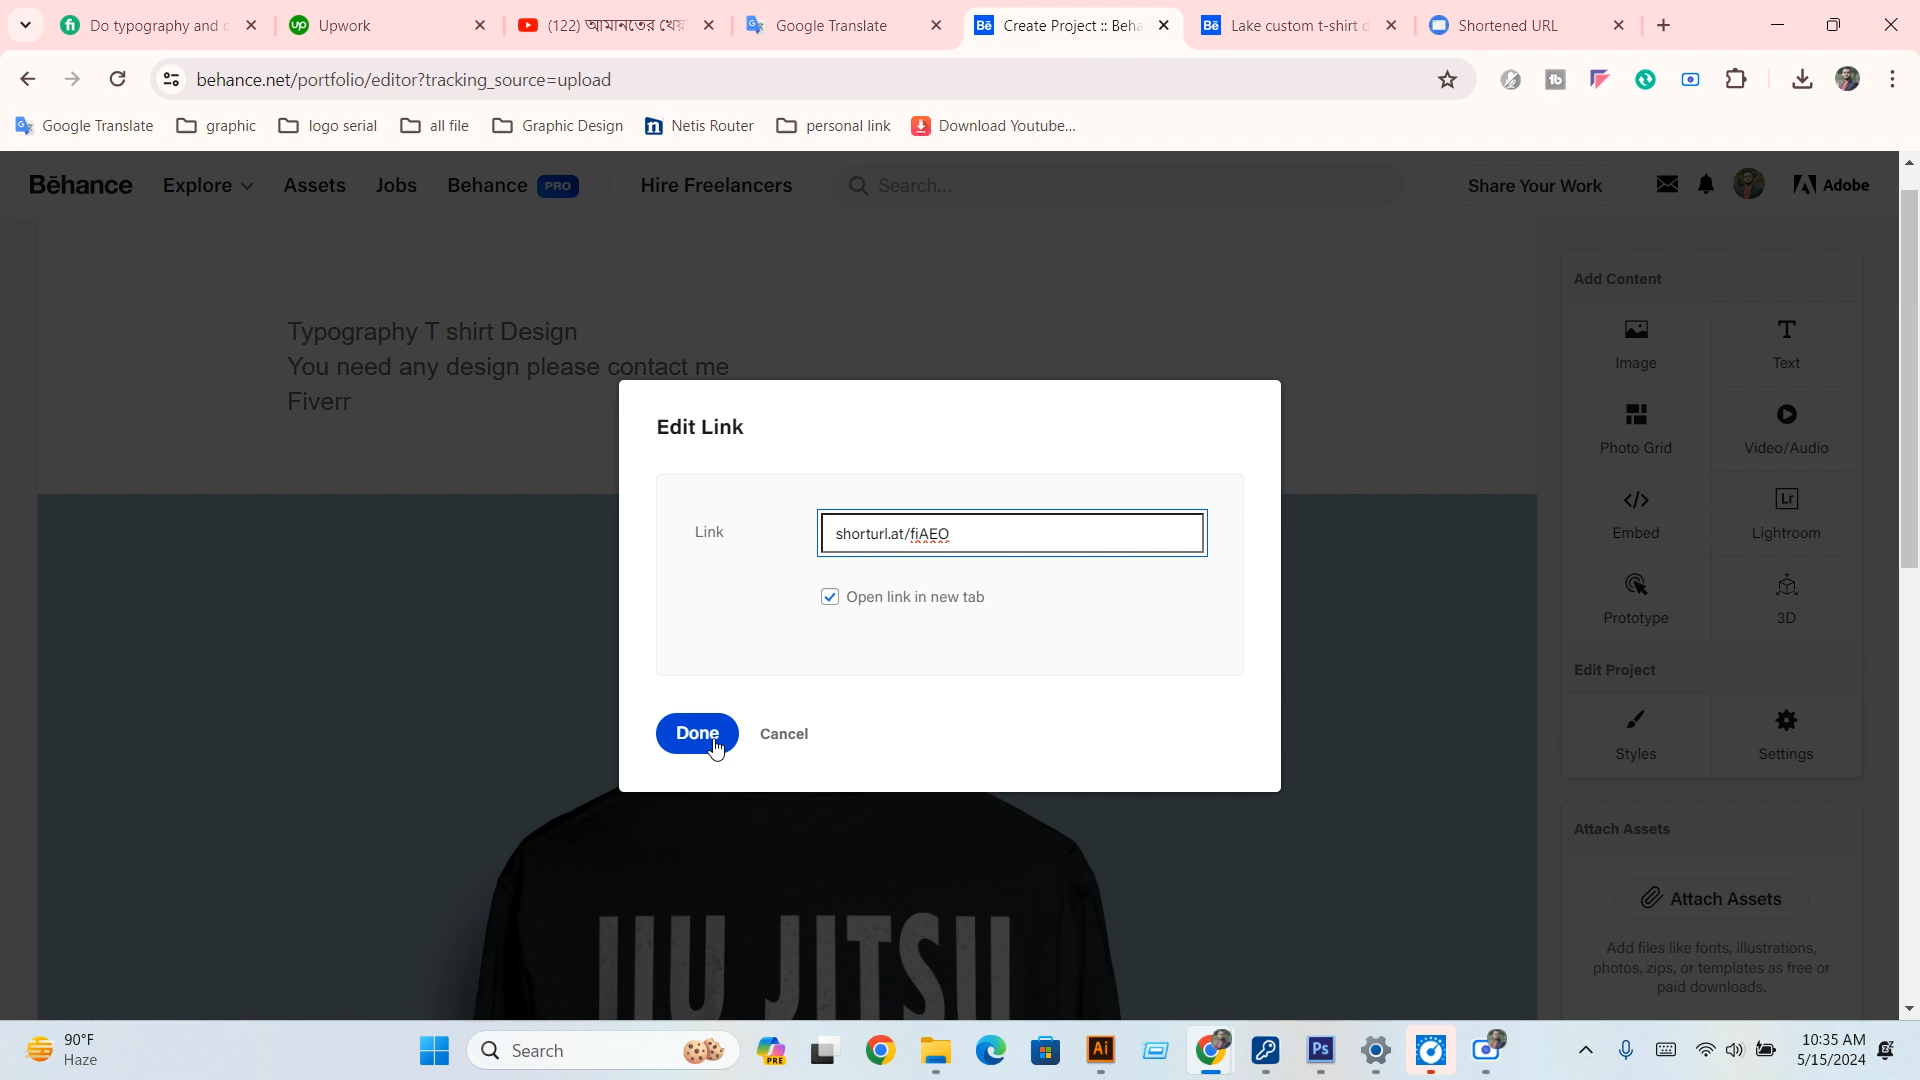 Do typography and c
Upwork
(122) আমানতের খেয়া
Google Translate
Create Project :: Beha
Lake custom t-shirt d
Shortened URL
behance.net/portfolio/editor?tracking_source=upload
Google Translate
graphic
logo serial
all file
Graphic Design
Netis Router
personal link
Download Youtube...
Bēhance
Explore
Assets
Jobs
Behance PRO
Hire Freelancers
Search...
Share Your Work
Adobe
Typography T shirt Design
You need any design please contact me
Fiverr
Edit Link
Link
shorturl.at/fiAEO
Open link in new tab
Done
Cancel
Add Content
Image
Text
Photo Grid
Video/Audio
Embed
Lr
Lightroom
Prototype
3D
Edit Project
Styles
Settings
Attach Assets
Attach Assets
Add files like fonts, illustrations,
photos, zips, or templates as free or
paid downloads.
JIU JITSU
90°F
Haze
Search
10:35 AM
5/15/2024